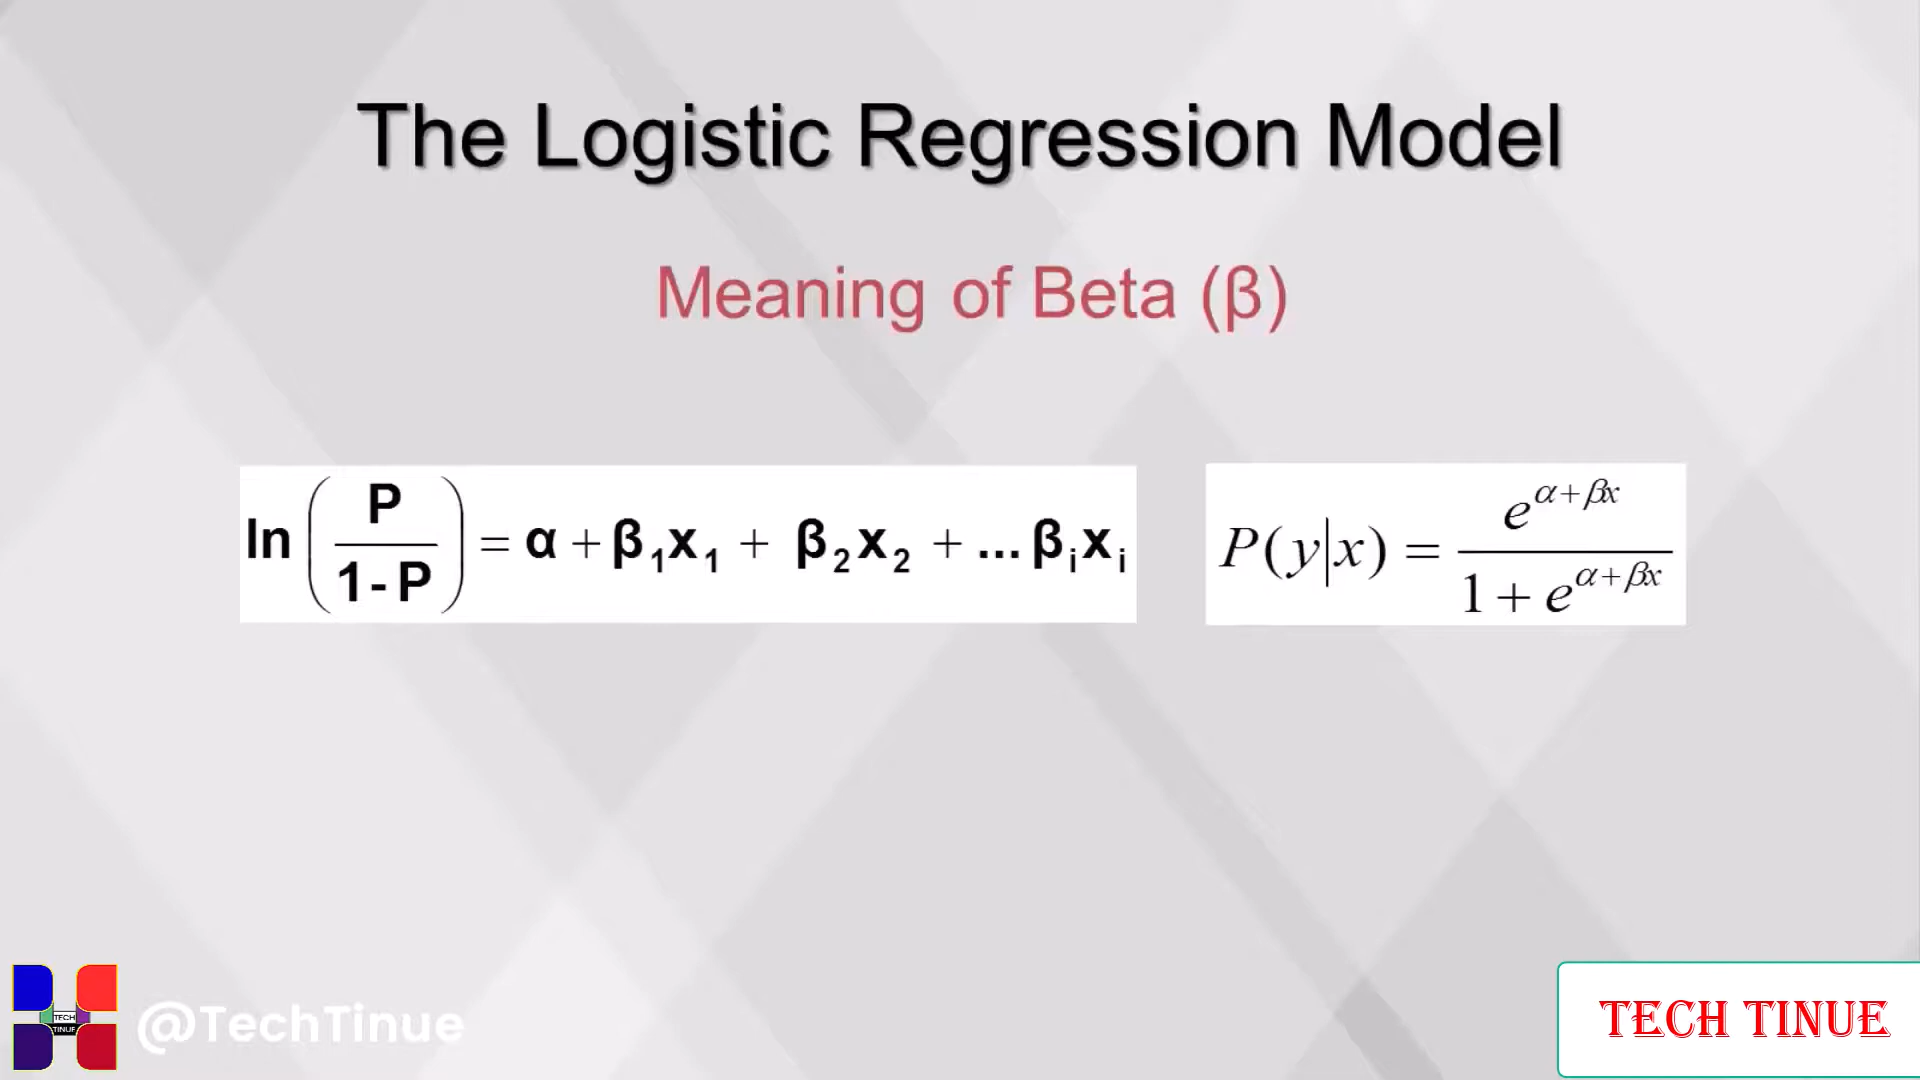 The Logistic Regression Model
Meaning of Beta (β)
ln(P/1-P) = α + β₁x₁ + β₂x₂ + ... βᵢxᵢ
P(y|x) = e^(α+βx) / 1 + e^(α+βx)
TECH
TINUE
@TechTinue
TECH TINUE